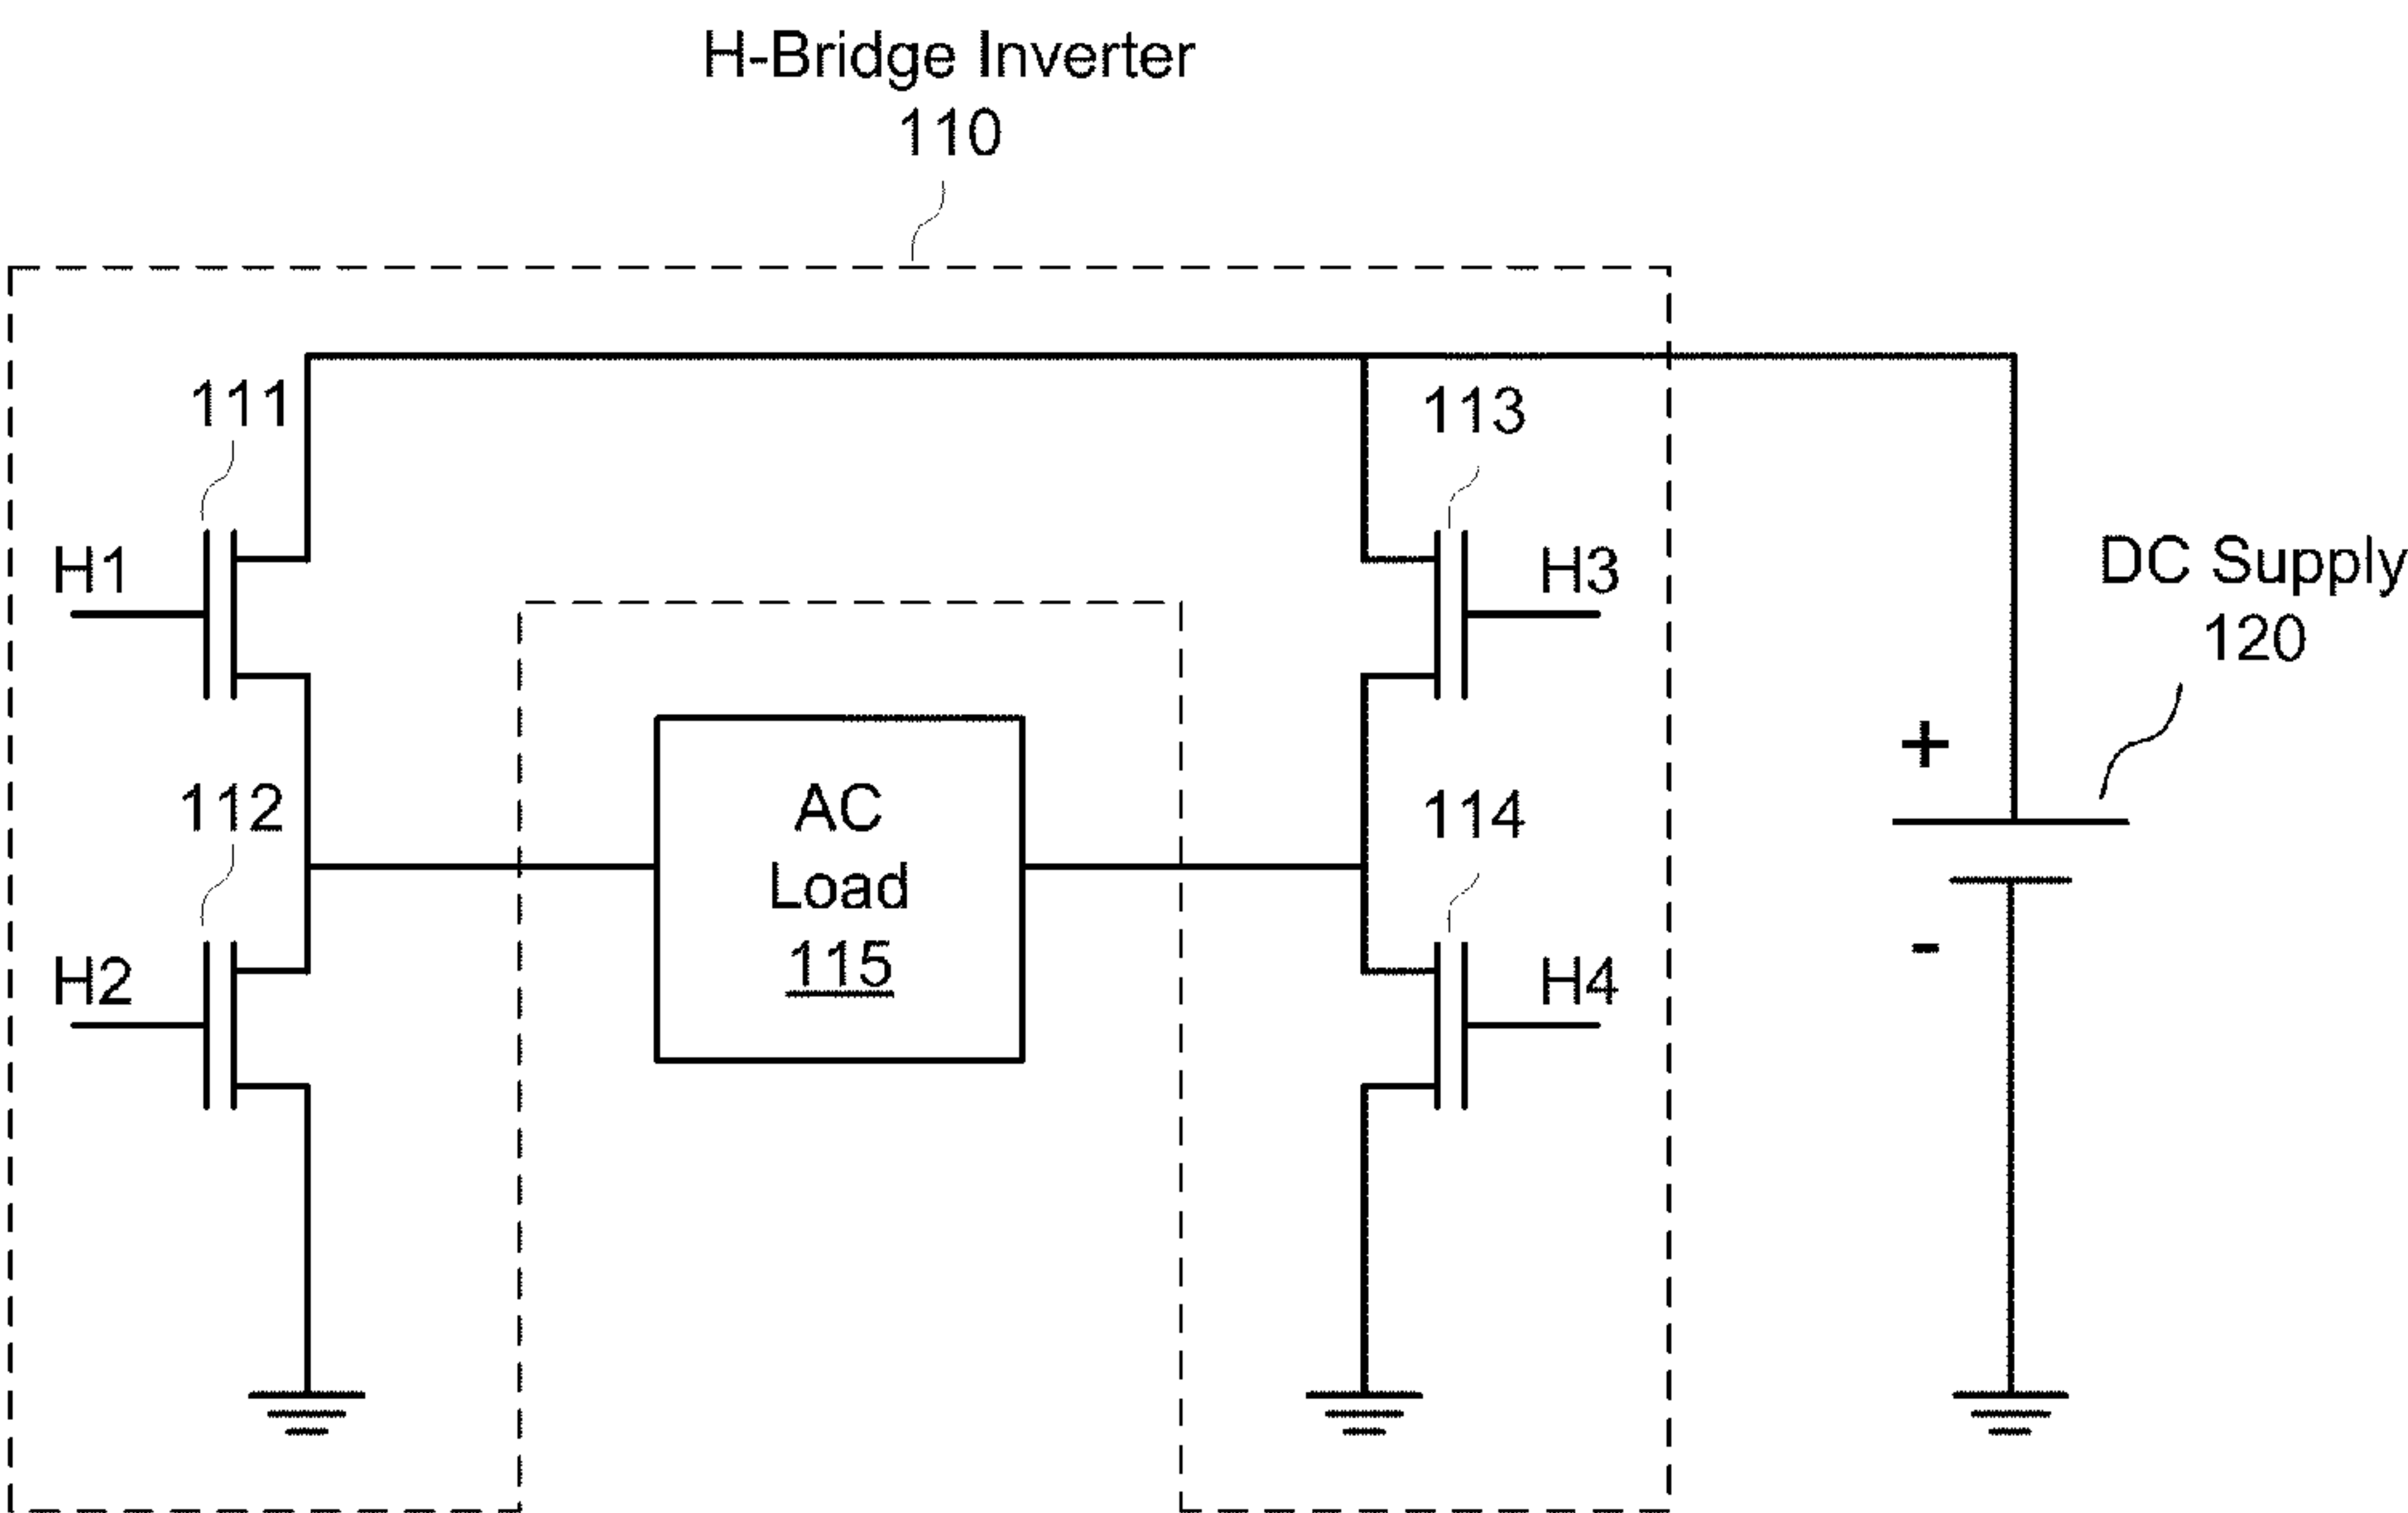 H-Bridge Inverter
110
111
113
H1
H3
DC Supply
120
+
112
114
AC
Load
115
-
H2
H4